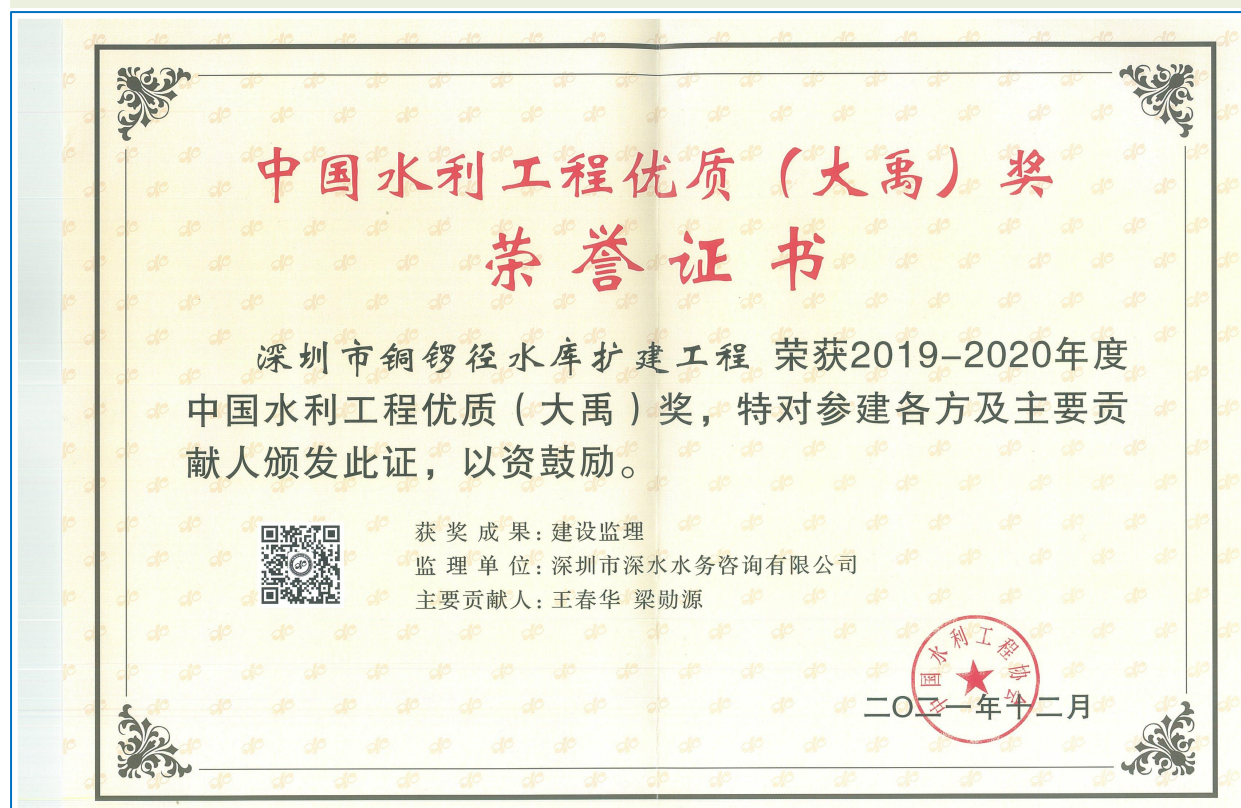 中国水利工程优质（大禹）奖
荣誉证书
深圳市铜锣径水库扩建工程 荣获2019-2020年度
中国水利工程优质（大禹）奖，特对参建各方及主要贡
献人颁发此证，以资鼓励。
获奖成果：建设监理
监理单位：深圳市深水水务咨询有限公司
主要贡献人：王春华 梁勋源
中国水利工程协会
二〇二一年十二月